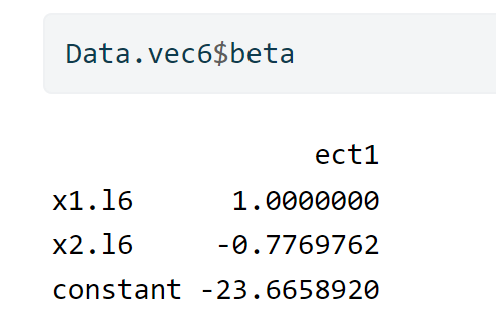 Data.vec6$beta
ect1
x1.l6 1.0000000
x2.l6 -0.7769762
constant -23.6658920